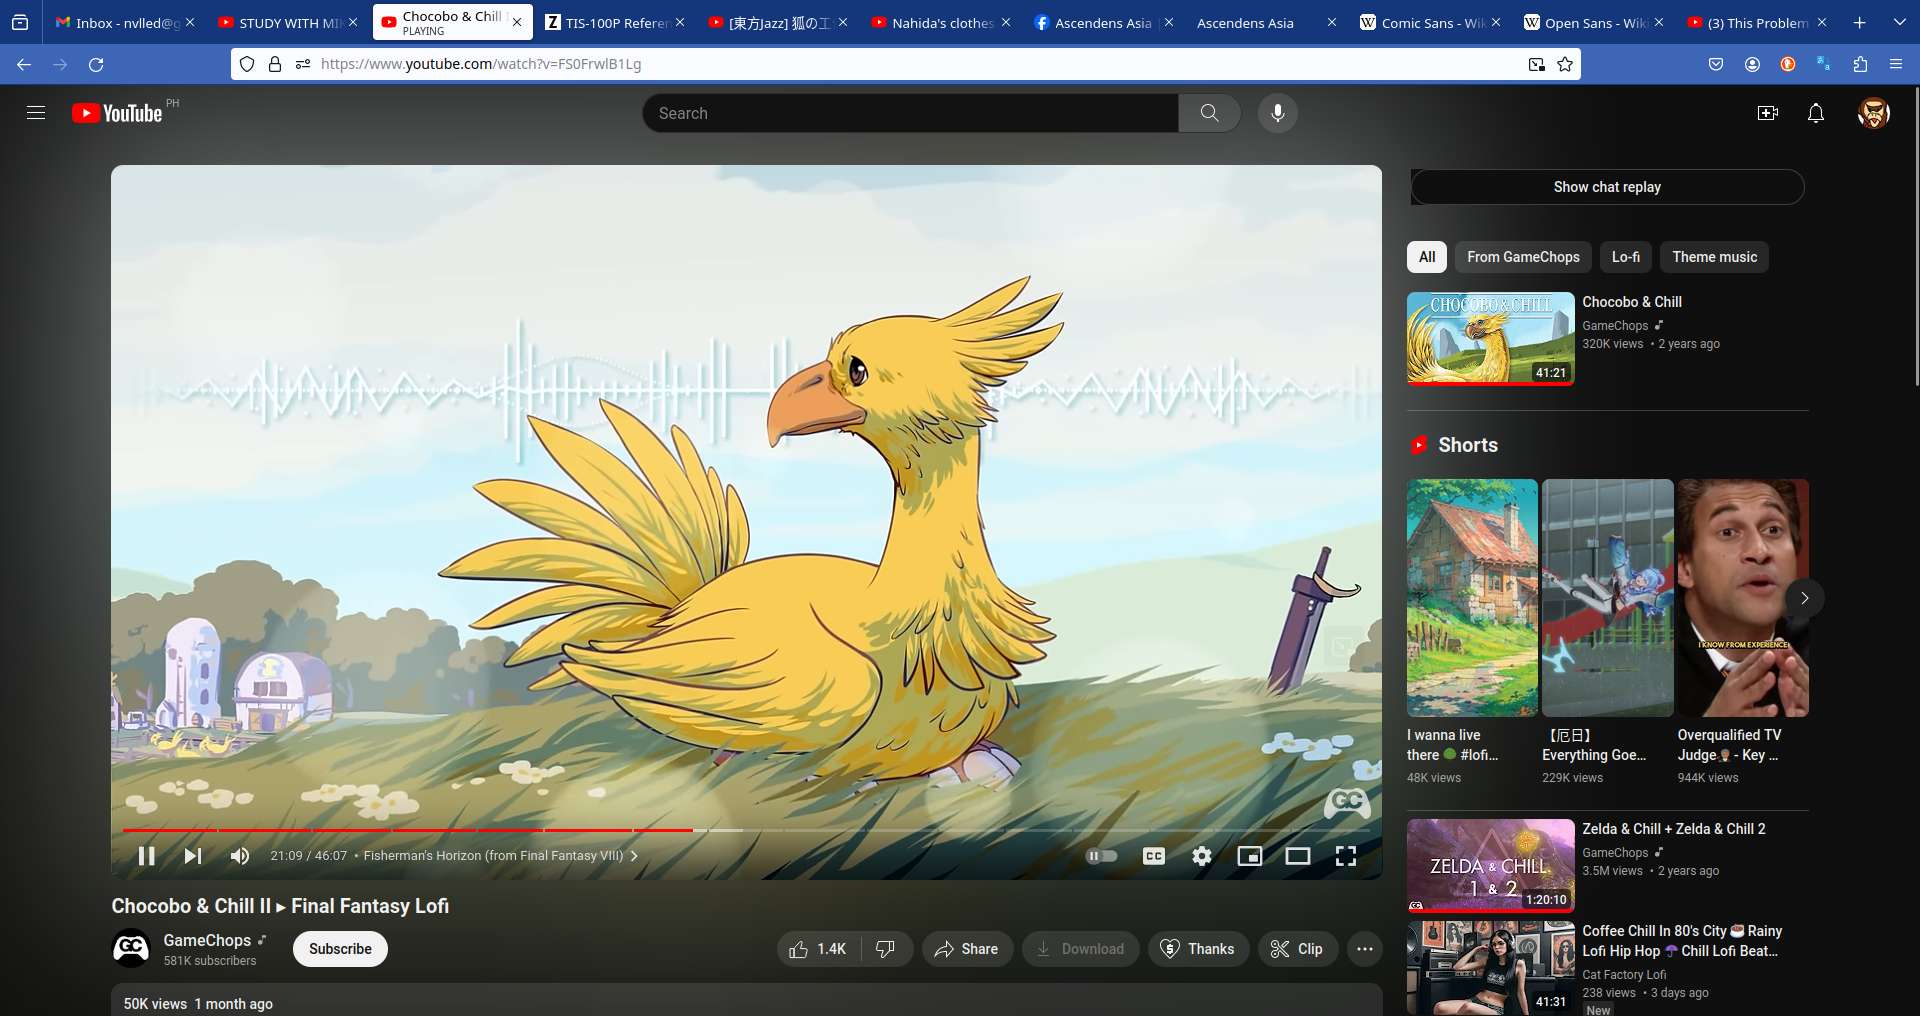 Inbox - nvlled@g
STUDY WITH MI
Chocobo & Chill
PLAYING
TIS-100P Referen
[東方Jazz] 狐の工
Nahida's clothes
Ascendens Asia
Ascendens Asia
Comic Sans - Wik
Open Sans - Wiki
(3) This Problem
https://www.youtube.com/watch?v=FS0FrwlB1Lg
YouTube PH
Search
Show chat replay
All
From GameChops
Lo-fi
Theme music
CHOCOBO & CHILL
41:21
Chocobo & Chill
GameChops
320K views • 2 years ago
Shorts
I KNOW FROM EXPERIENCE
I wanna live
there #lofi...
48K views
【厄日】
Everything Goe...
229K views
Overqualified TV
Judge - Key ...
944K views
GC
21:09 / 46:07 • Fisherman's Horizon (from Final Fantasy VIII)
CC
ZELDA & CHILL
1 & 2
1:20:10
Zelda & Chill + Zelda & Chill 2
GameChops
3.5M views • 2 years ago
Chocobo & Chill II ▸ Final Fantasy Lofi
GC
GameChops
581K subscribers
Subscribe
1.4K
Share
Download
Thanks
Clip
50K views 1 month ago
41:31
Coffee Chill In 80's City Rainy
Lofi Hip Hop Chill Lofi Beat...
Cat Factory Lofi
238 views • 3 days ago
New